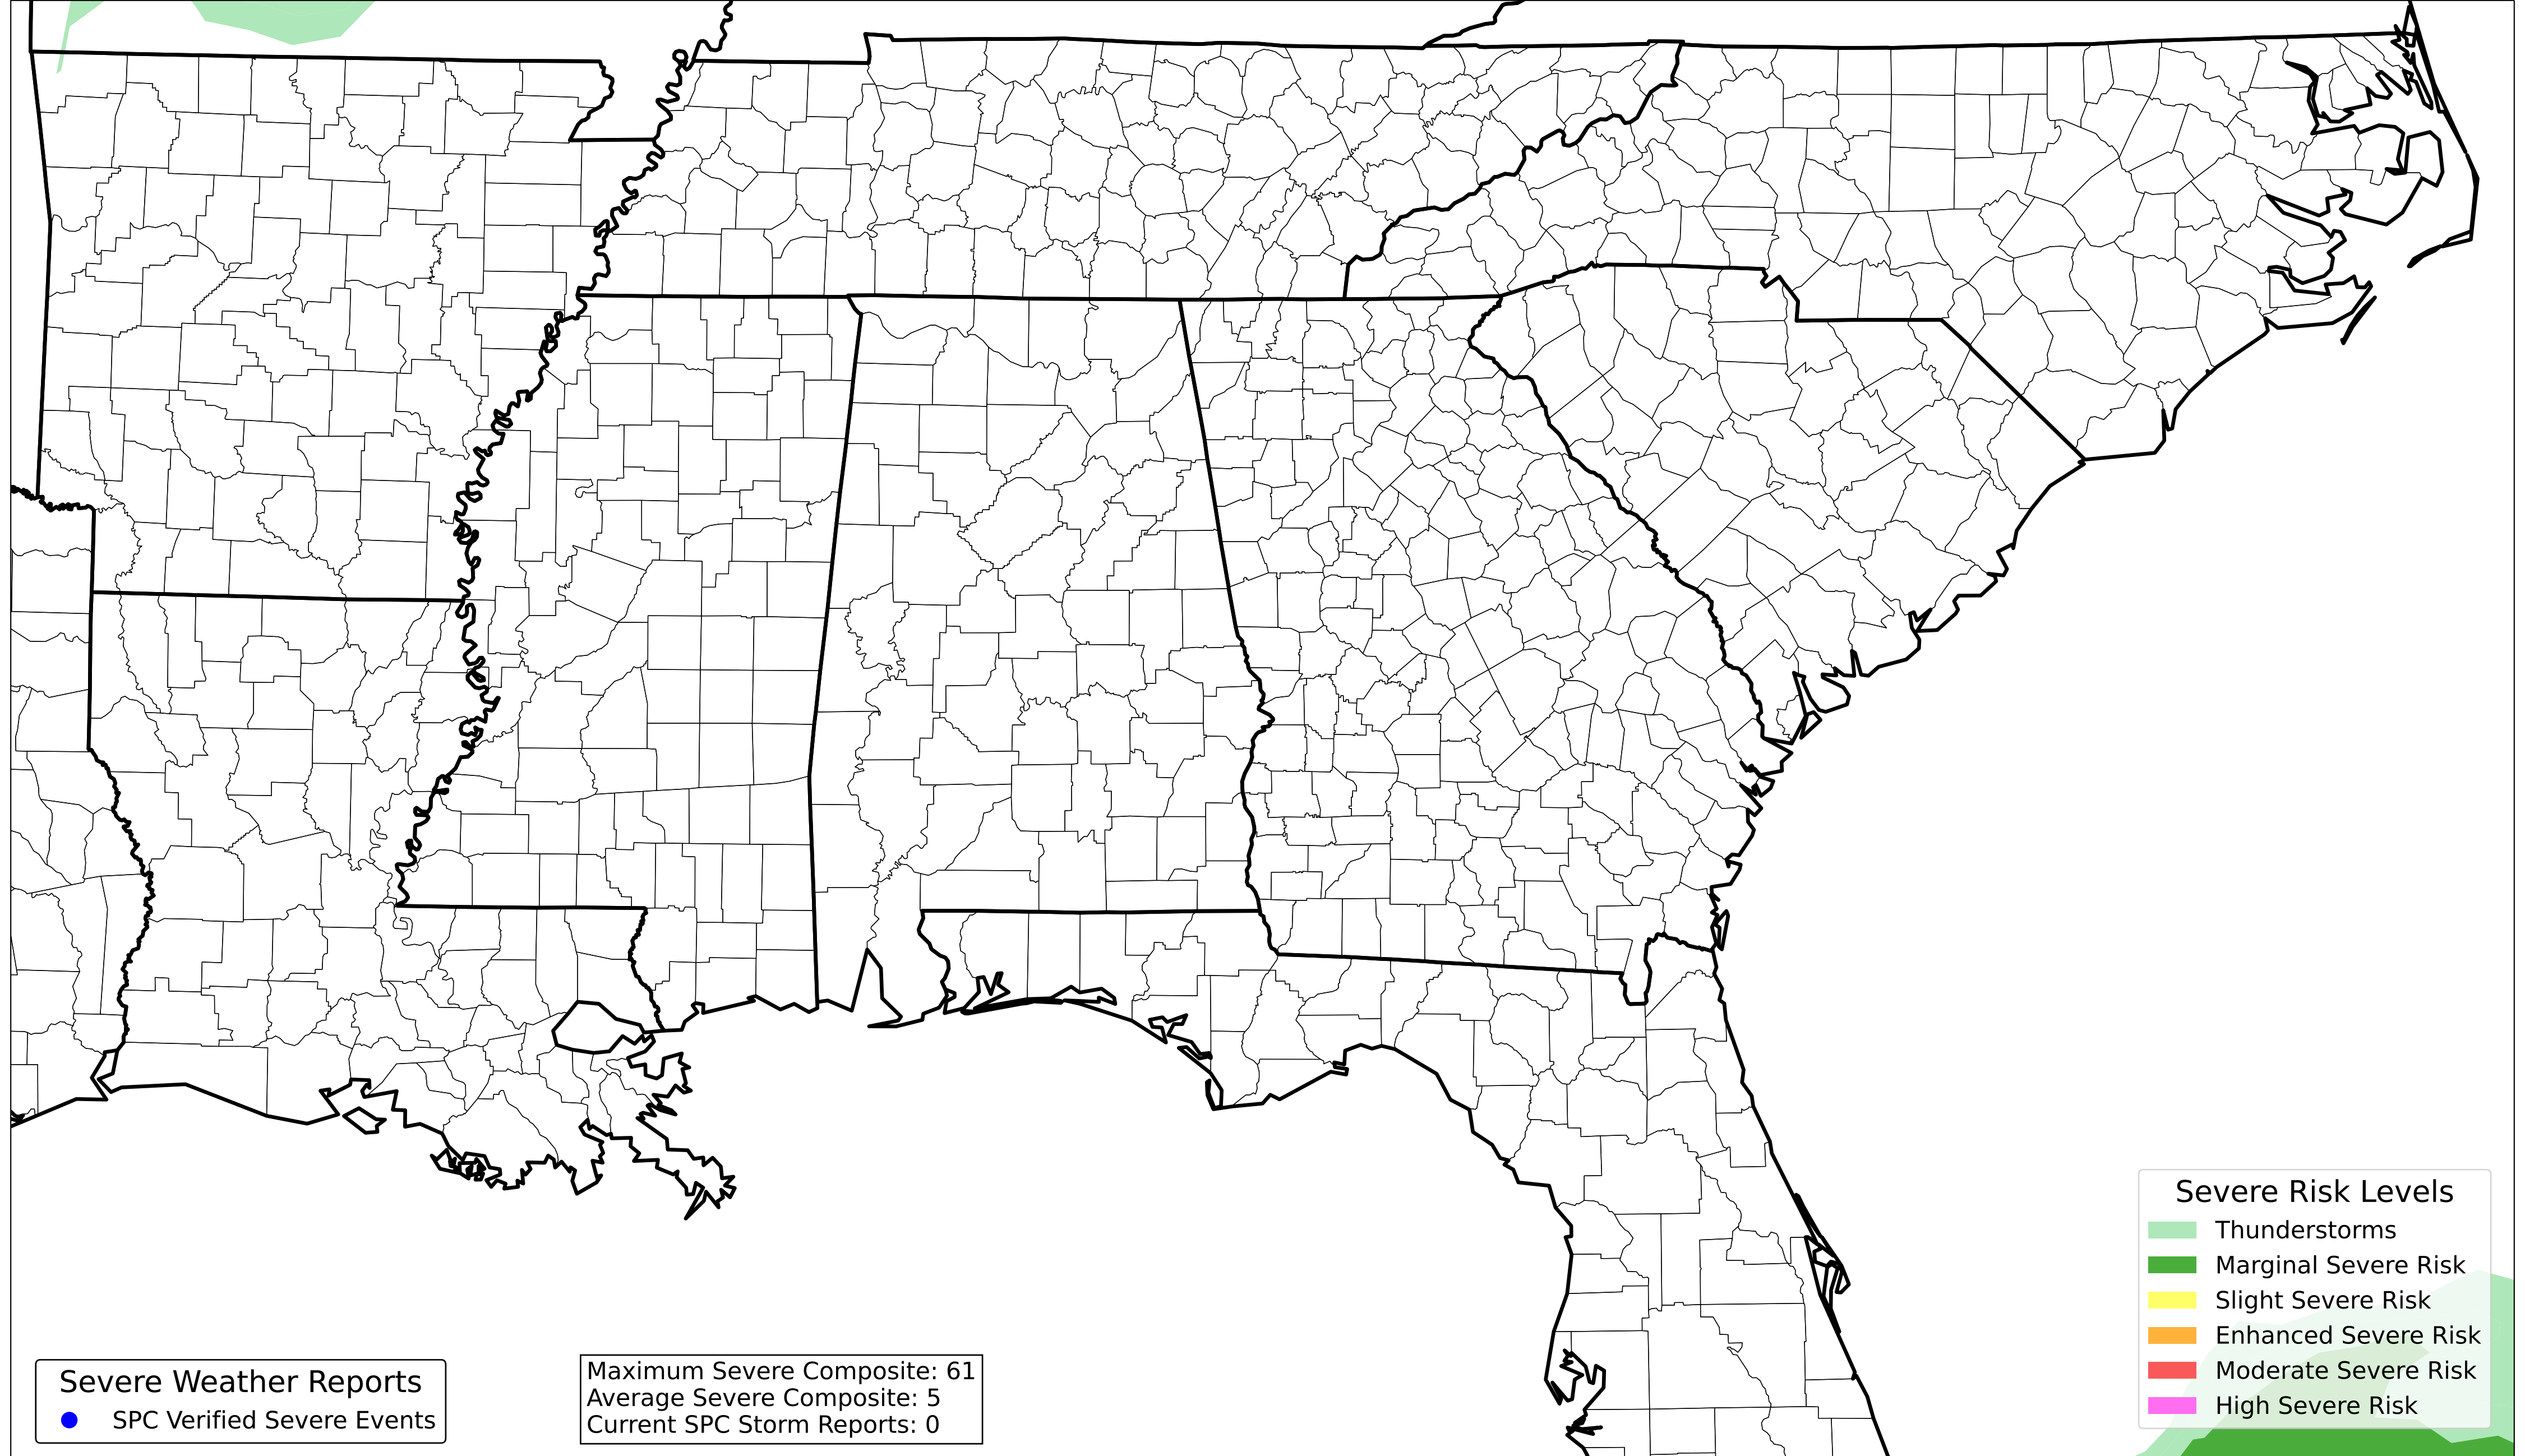 Severe Risk Levels
Thunderstorms
Marginal Severe Risk
Slight Severe Risk
Enhanced Severe Risk
Moderate Severe Risk
High Severe Risk
Severe Weather Reports
SPC Verified Severe Events
Maximum Severe Composite: 61
Average Severe Composite: 5
Current SPC Storm Reports: 0